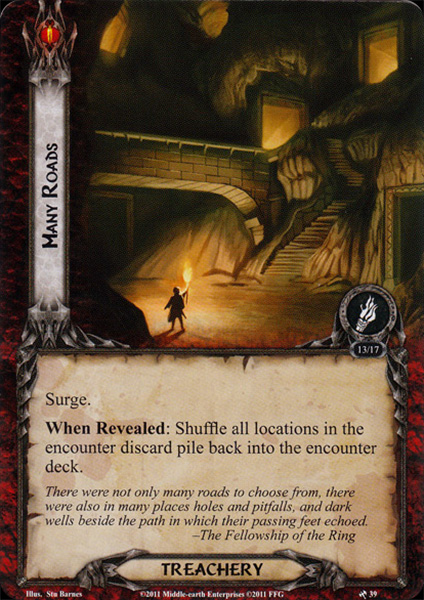 MANY ROADS
13/17
Surge.
When Revealed: Shuffle all locations in the
encounter discard pile back into the encounter
deck.
There were not only many roads to choose from, there
were also in many places holes and pitfalls, and dark
wells beside the path in which their passing feet echoed.
–The Fellowship of the Ring
TREACHERY
Illus. Stu Barnes
©2011 Middle-earth Enterprises ©2011 FFG
39